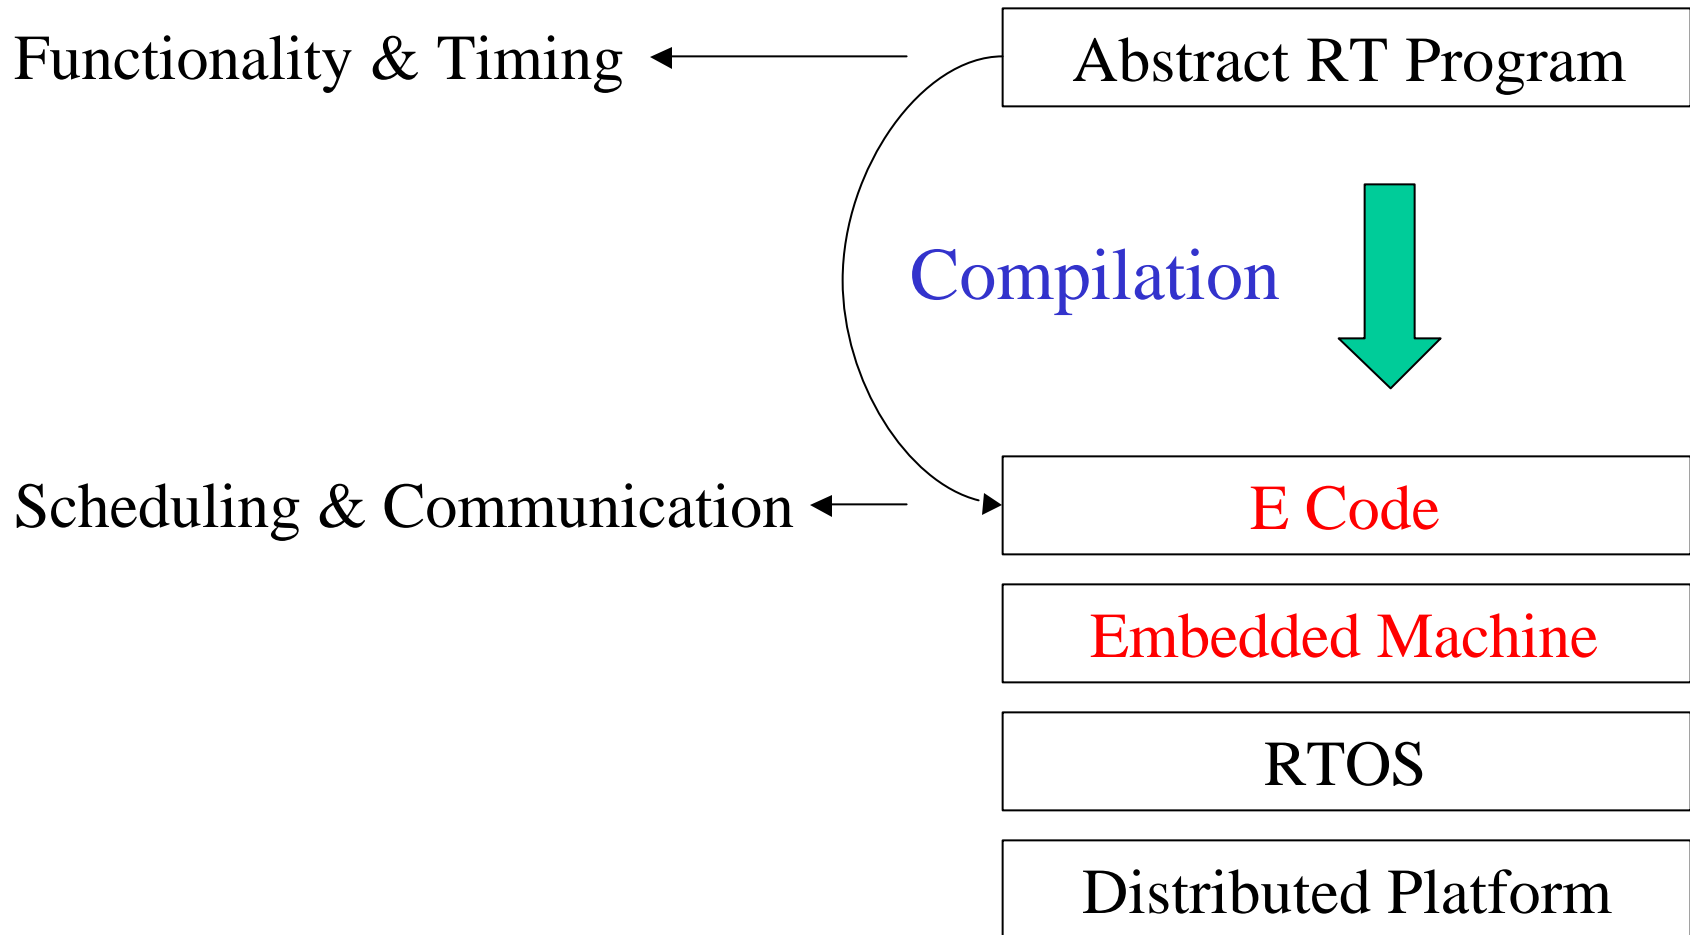 Functionality & Timing
Abstract RT Program
Compilation
Scheduling & Communication
E Code
Embedded Machine
RTOS
Distributed Platform